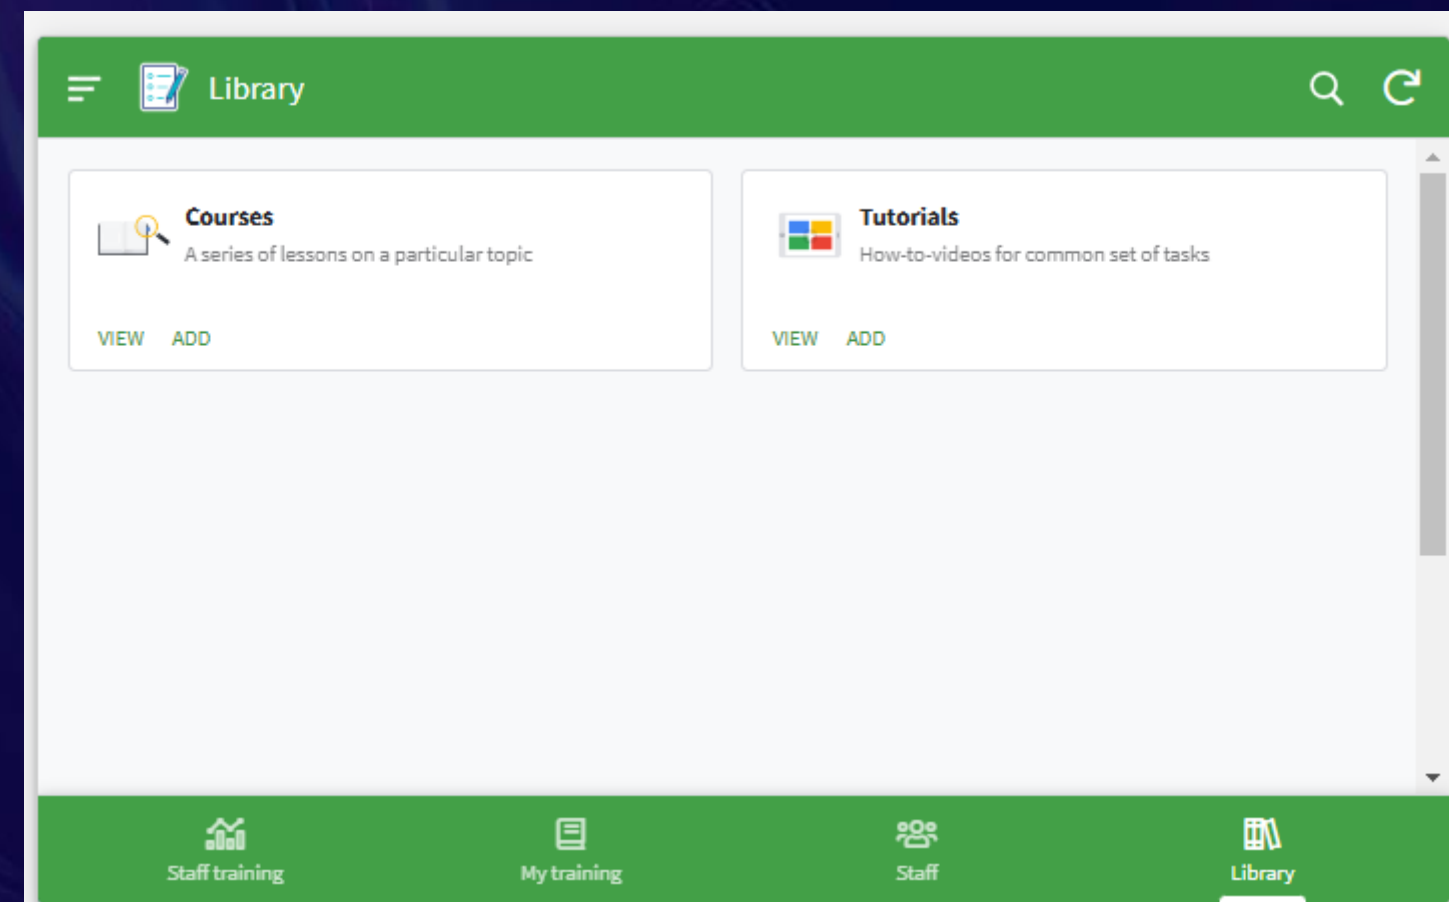 Library
Courses
A series of lessons on a particular topic
VIEW ADD
Tutorials
How-to-videos for common set of tasks
VIEW ADD
Staff training
My training
Staff
Library